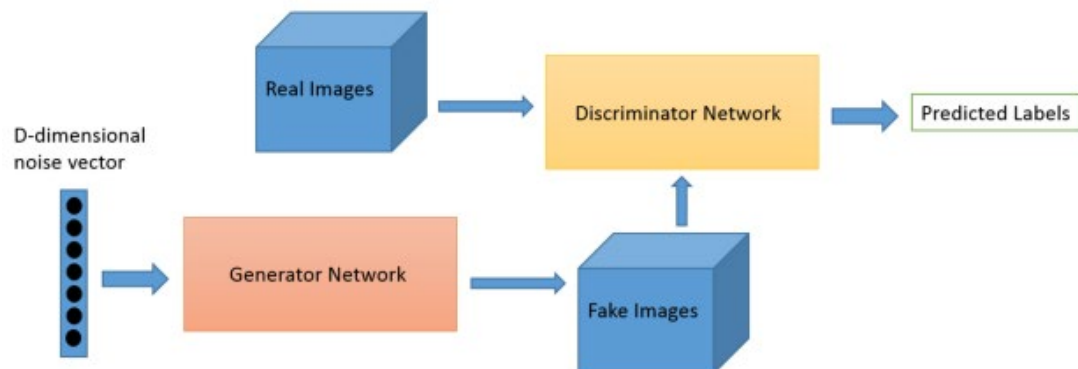 Real Images
Discriminator Network
Predicted Labels
D-dimensional
noise vector
Generator Network
Fake Images